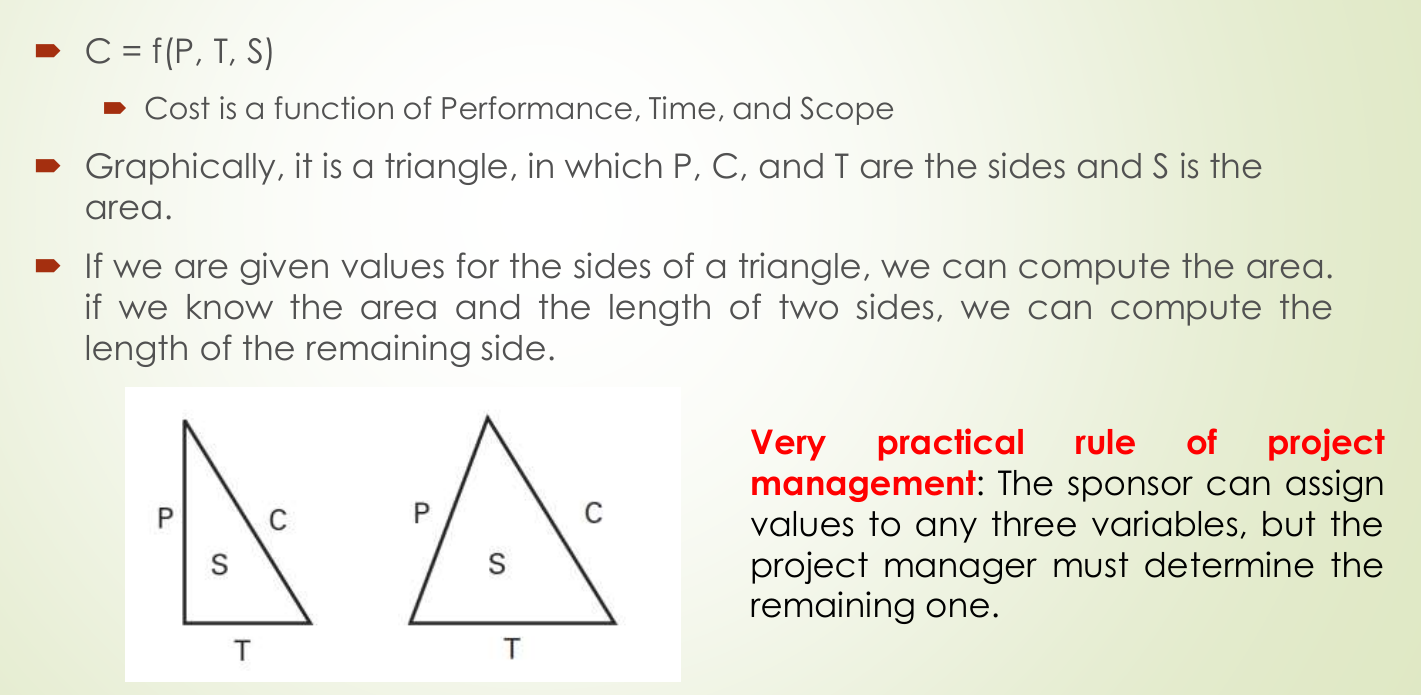 C = f(P, T, S)
Cost is a function of Performance, Time, and Scope
Graphically, it is a triangle, in which P, C, and T are the sides and S is the
area.
If we are given values for the sides of a triangle, we can compute the area.
if we know the area and the length of two sides, we can compute the
length of the remaining side.
P
C
S
T
P
C
S
T
Very practical rule of project
management: The sponsor can assign
values to any three variables, but the
project manager must determine the
remaining one.